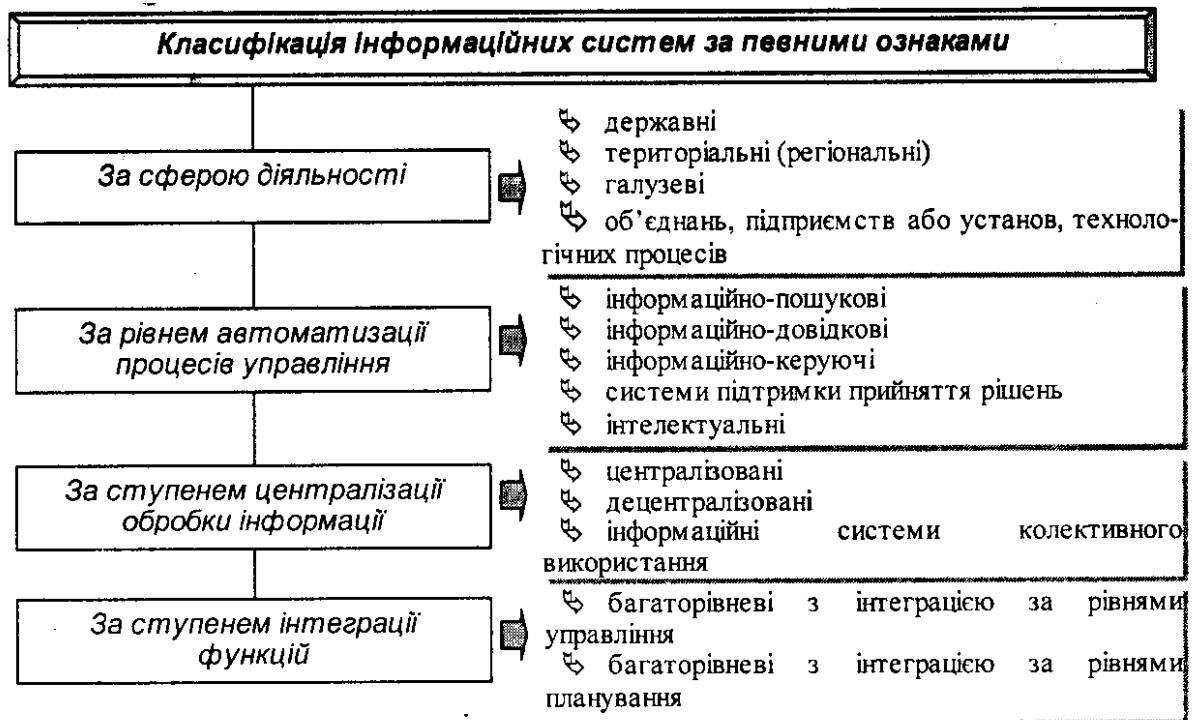 Класифікація інформаційних систем за певними ознаками
За сферою діяльності
державні
територіальні (регіональні)
галузеві
об’єднань, підприємств або установ, техноло-
гічних процесів
За рівнем автоматизації
процесів управління
інформаційно-пошукові
інформаційно-довідкові
інформаційно-керуючі
системи підтримки прийняття рішень
інтелектуальні
За ступенем централізації
обробки інформації
централізовані
децентралізовані
інформаційні системи колективного
використання
За ступенем інтеграції
функцій
багаторівневі з інтеграцією за рівнями
управління
багаторівневі з інтеграцією за рівнями
планування